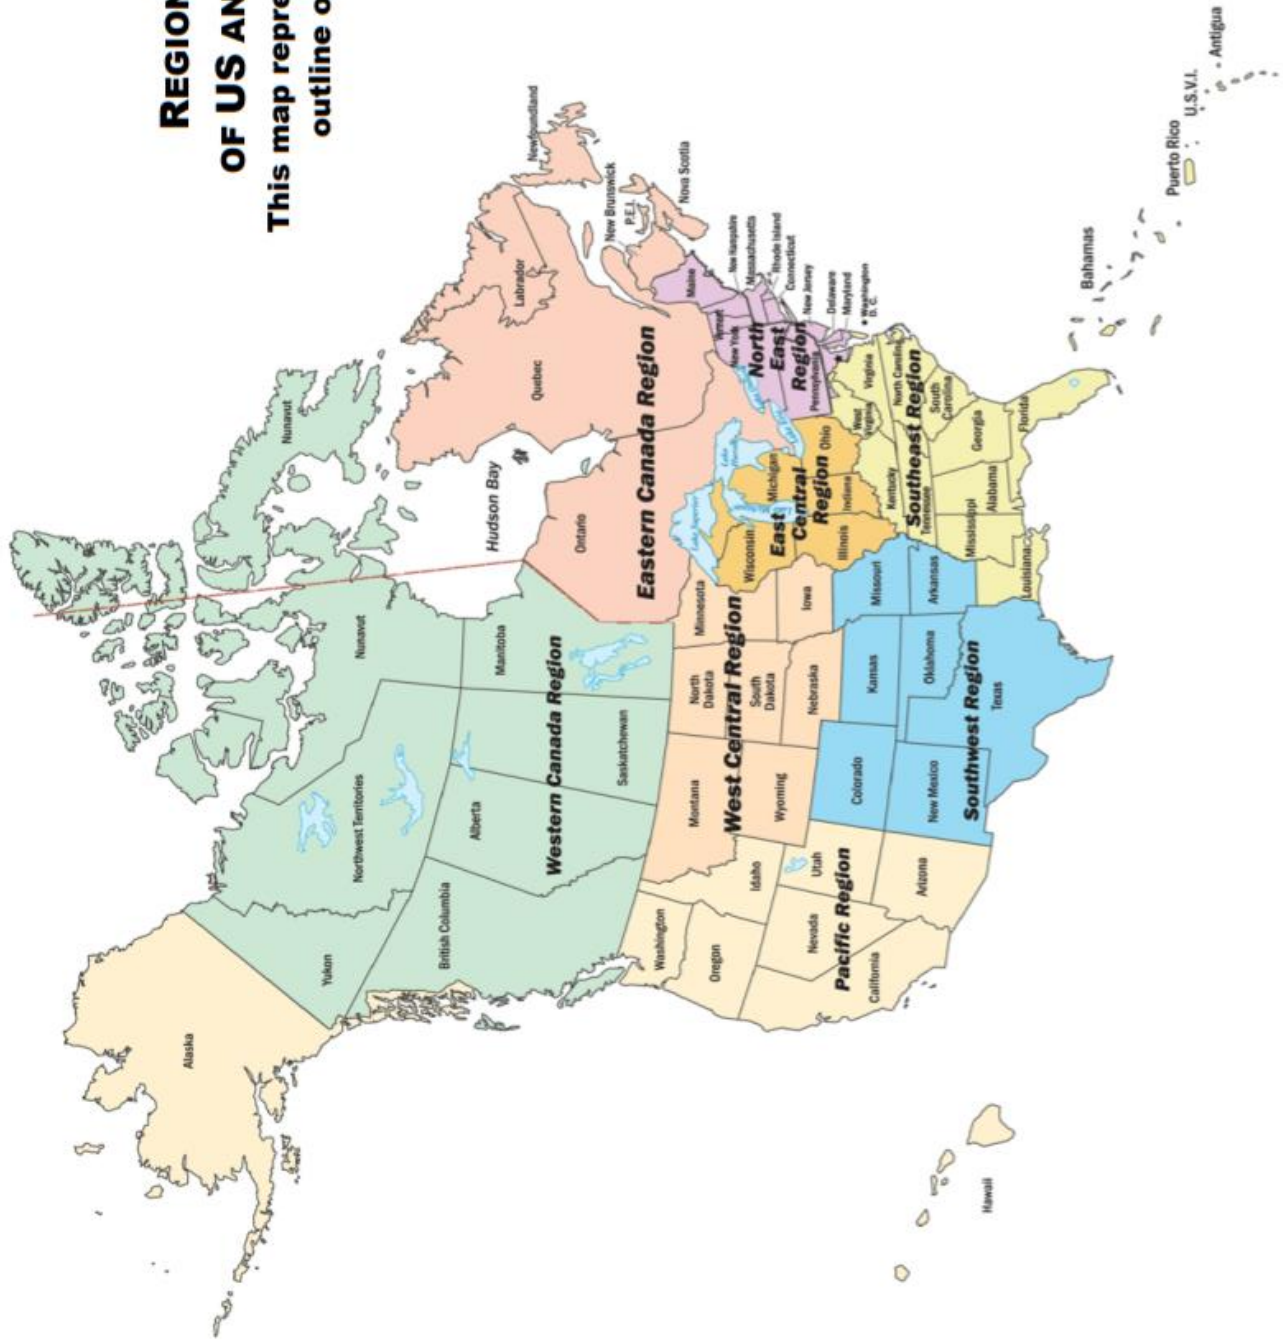 REGION
OF US AN
This map repre
outline o
Alaska
Yukon
Northwest Territories
Nunavut
Nunavut
Hudson Bay
British Columbia
Alberta
Saskatchewan
Manitoba
Western Canada Region
Ontario
Quebec
Labrador
Newfoundland
New Brunswick
P.E.I.
Nova Scotia
Eastern Canada Region
Washington
Oregon
Idaho
Nevada
Utah
California
Arizona
Pacific Region
Hawaii
Montana
Wyoming
North
Dakota
South
Dakota
Nebraska
Minnesota
Iowa
West Central Region
Colorado
New Mexico
Kansas
Oklahoma
Texas
Missouri
Arkansas
Southwest Region
Wisconsin
Michigan
Illinois
Indiana
Ohio
East
Central
Region
Lake Superior
Maine
New York
Pennsylvania
New Hampshire
Massachusetts
Rhode Island
Connecticut
New Jersey
Delaware
Maryland
Washington
D. C.
North
East
Region
West
Virginia
Virginia
Kentucky
Tennessee
North Carolina
South
Carolina
Georgia
Alabama
Mississippi
Louisiana
Florida
Southeast Region
Bahamas
Puerto Rico
U.S.V.I.
Antigua